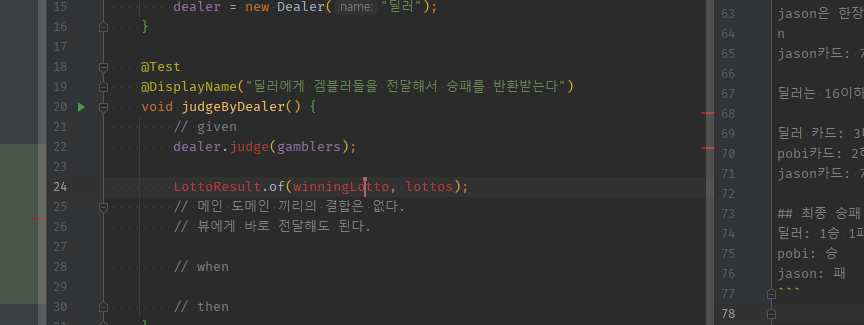 15 dealer = new Dealer( name: "딜러");
16 }
17
18 @Test
19 @DisplayName("딜러에게 겜블러들을 전달해서 승패를 반환받는다")
20 void judgeByDealer() {
21 // given
22 dealer.judge(gamblers);
23
24 LottoResult.of(winningLotto, lottos);
25 // 메인 도메인 끼리의 결합은 없다.
26 // 뷰에게 바로 전달해도 된다.
27
28 // when
29
30 // then
63 jason은 한장
64 n
65 jason카드: 7
66
67 딜러는 16이하
68
69 딜러 카드: 3
70 pobi카드: 2
71 jason카드: 7
72
73 ## 최종 승패
74 딜러: 1승 1패
75 pobi: 승
76 jason: 패
77 ```
78